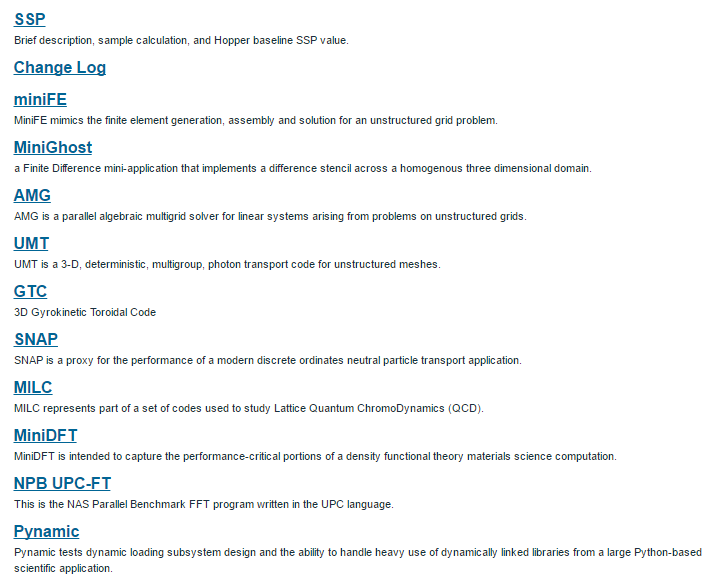 SSP
Brief description, sample calculation, and Hopper baseline SSP value.
Change Log
miniFE
MiniFE mimics the finite element generation, assembly and solution for an unstructured grid problem.
MiniGhost
a Finite Difference mini-application that implements a difference stencil across a homogenous three dimensional domain.
AMG
AMG is a parallel algebraic multigrid solver for linear systems arising from problems on unstructured grids.
UMT
UMT is a 3-D, deterministic, multigroup, photon transport code for unstructured meshes.
GTC
3D Gyrokinetic Toroidal Code
SNAP
SNAP is a proxy for the performance of a modern discrete ordinates neutral particle transport application.
MILC
MILC represents part of a set of codes used to study Lattice Quantum ChromoDynamics (QCD).
MiniDFT
MiniDFT is intended to capture the performance-critical portions of a density functional theory materials science computation.
NPB UPC-FT
This is the NAS Parallel Benchmark FFT program written in the UPC language.
Pynamic
Pynamic tests dynamic loading subsystem design and the ability to handle heavy use of dynamically linked libraries from a large Python-based
scientific application.